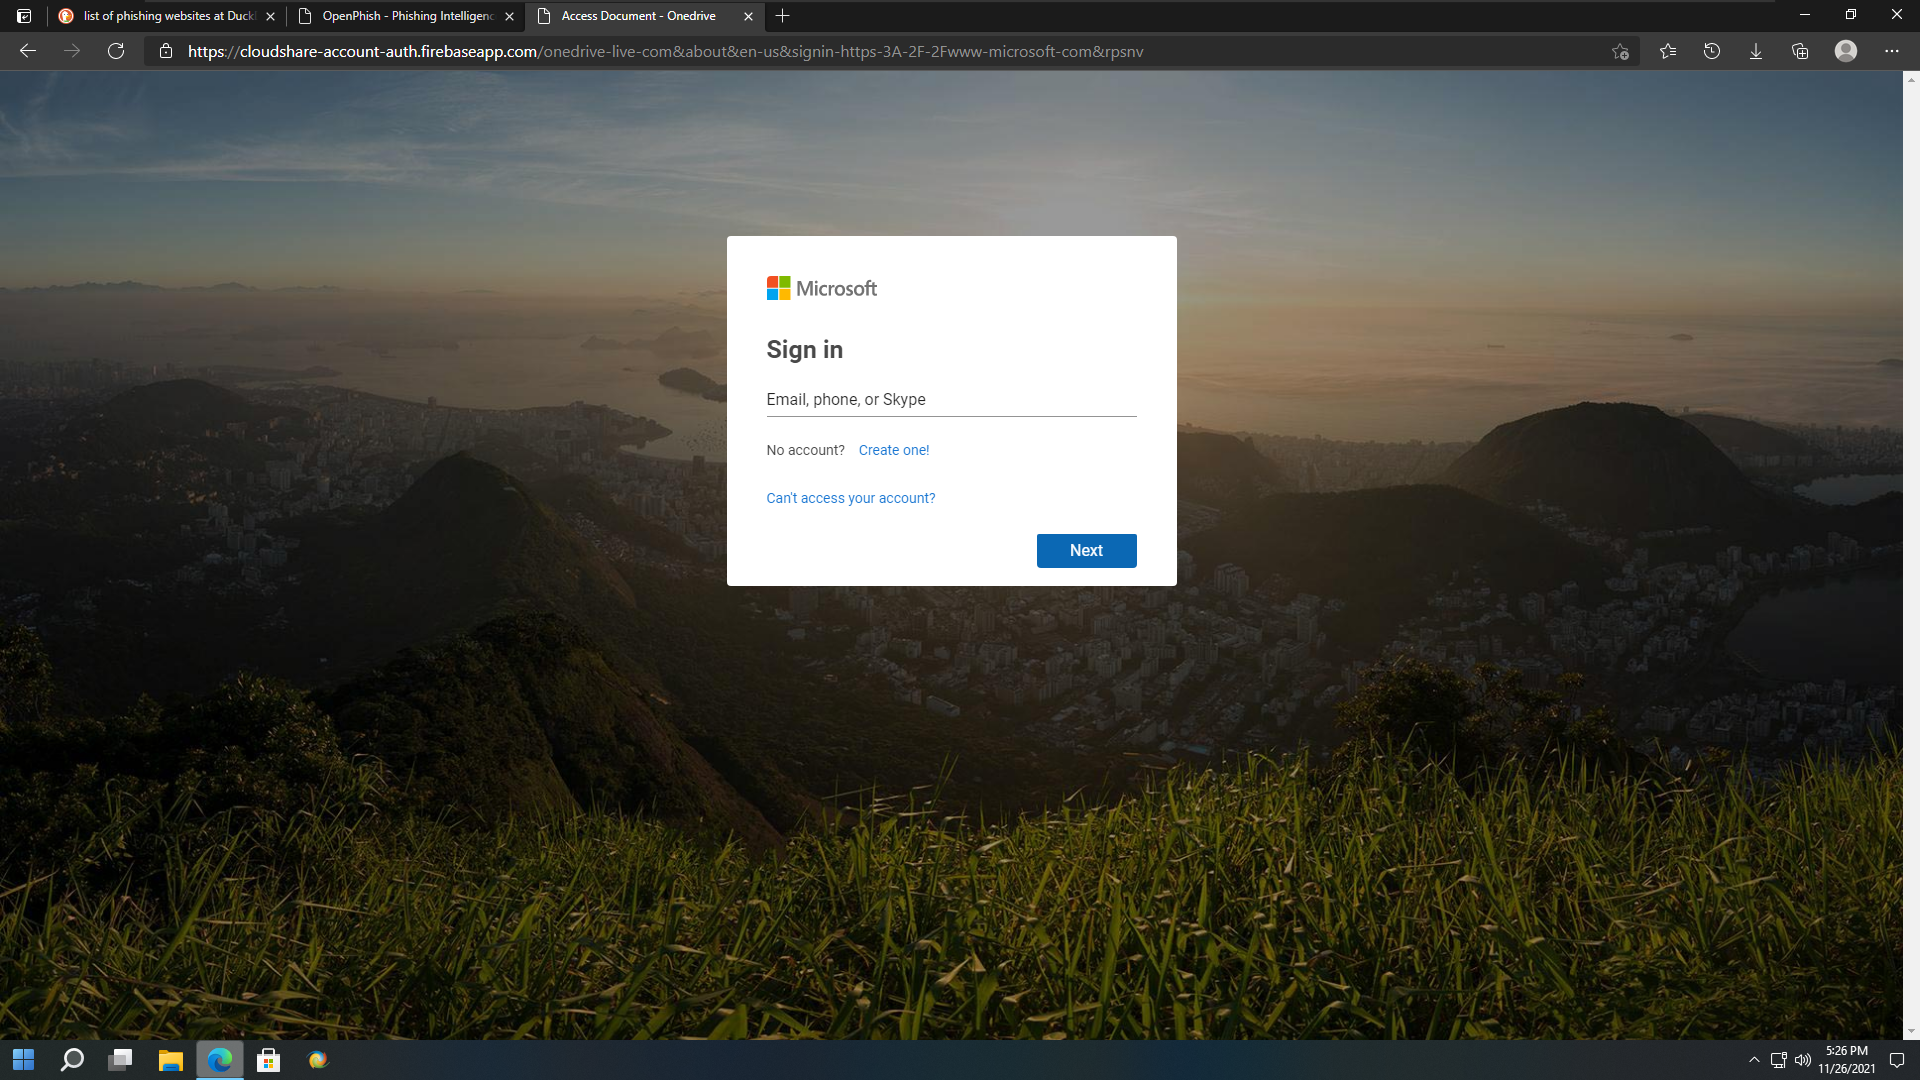 list of phishing websites at Duck
OpenPhish - Phishing Intelligenc
Access Document - Onedrive
https://cloudshare-account-auth.firebaseapp.com/onedrive-live-com&about&en-us&signin-https-3A-2F-2Fwww-microsoft-com&rpsnv
Microsoft
Sign in
Email, phone, or Skype
No account? Create one!
Can't access your account?
Next
5:26 PM
11/26/2021